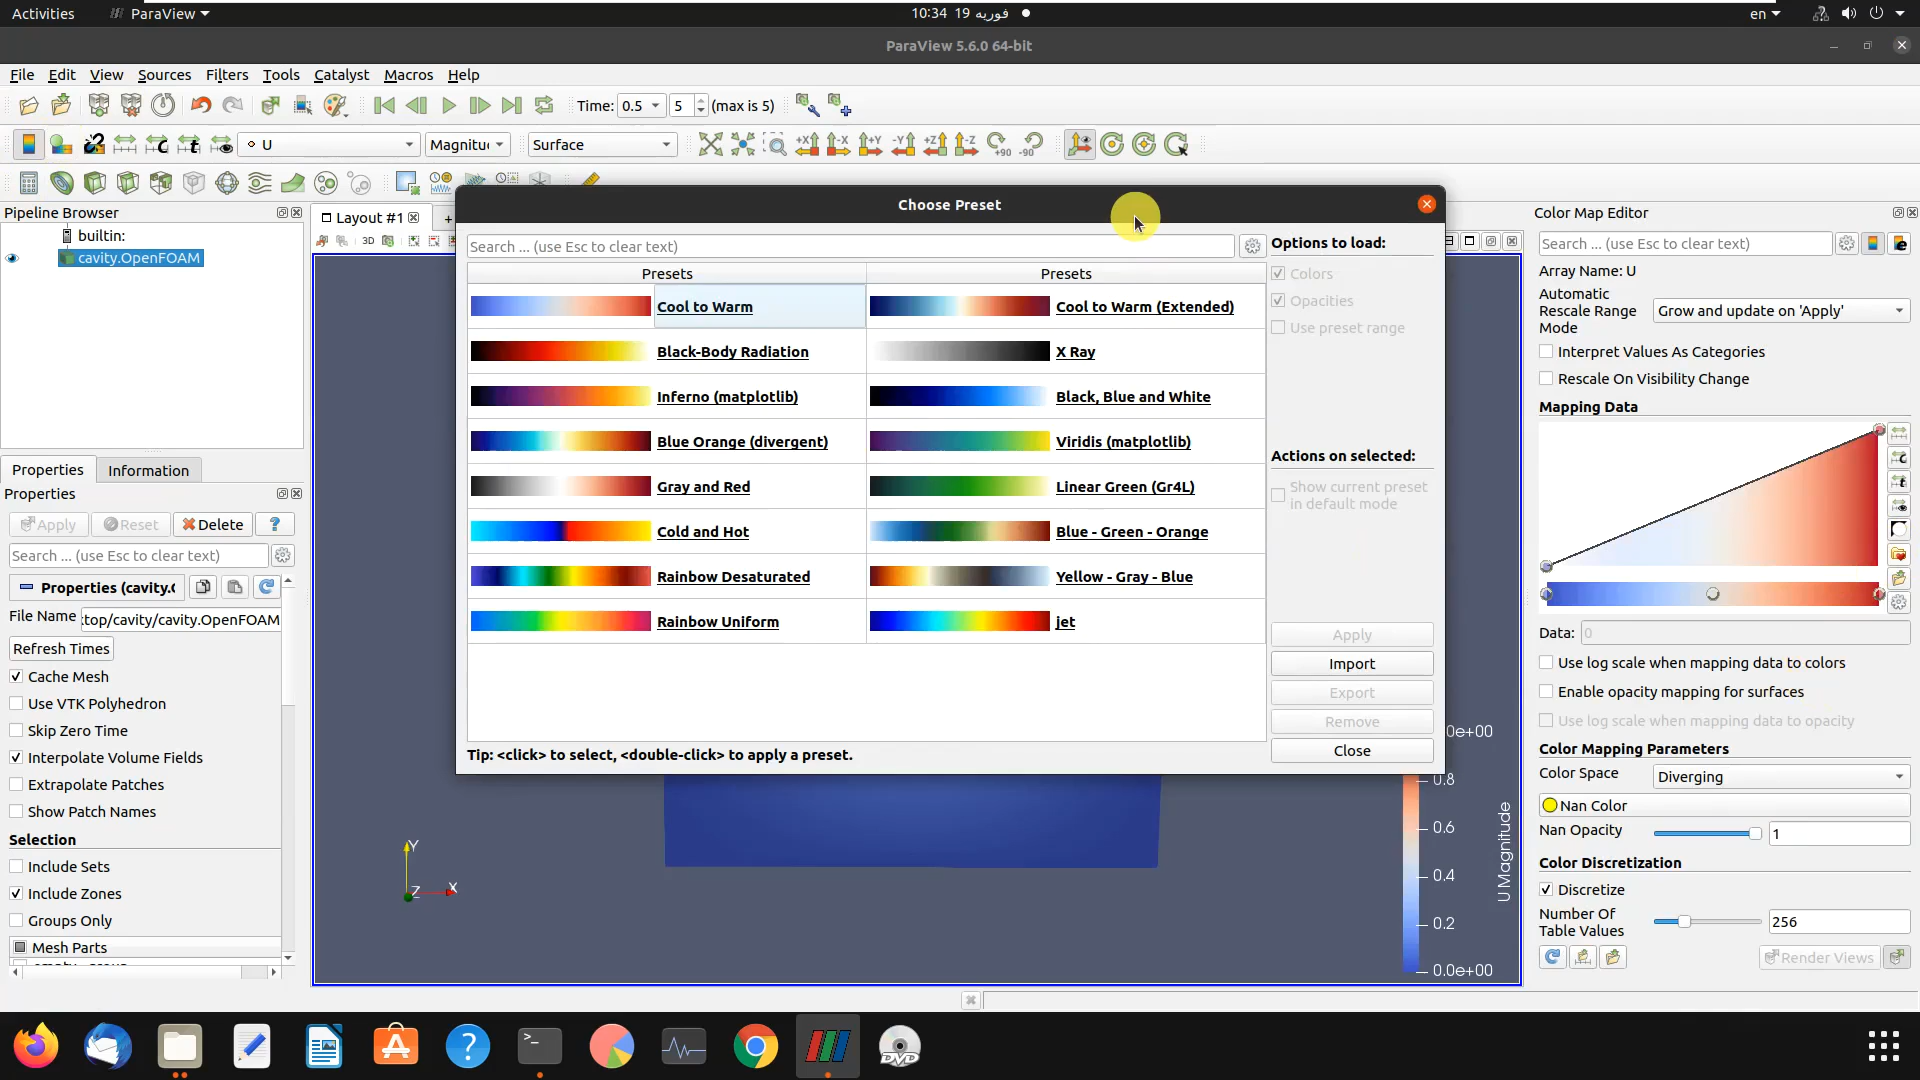 Activities
ParaView
10:34 19 فوریه
en
ParaView 5.6.0 64-bit
File Edit View Sources Filters Tools Catalyst Macros Help
Time: 0.5 5 (max is 5)
U Magnituc Surface
+X -X +Y -Y +Z -Z +90 -90
Pipeline Browser
builtin:
cavity.OpenFOAM
Properties Information
Properties
Apply Reset Delete ?
Search ... (use Esc to clear text)
Properties (cavity.
File Name :top/cavity/cavity.OpenFOAM
Refresh Times
Cache Mesh
Use VTK Polyhedron
Skip Zero Time
Interpolate Volume Fields
Extrapolate Patches
Show Patch Names
Selection
Include Sets
Include Zones
Groups Only
Mesh Parts
Layout #1 +
3D
Choose Preset
Search ... (use Esc to clear text)
Presets Presets
Cool to Warm Cool to Warm (Extended)
Black-Body Radiation X Ray
Inferno (matplotlib) Black, Blue and White
Blue Orange (divergent) Viridis (matplotlib)
Gray and Red Linear Green (Gr4L)
Cold and Hot Blue - Green - Orange
Rainbow Desaturated Yellow - Gray - Blue
Rainbow Uniform jet
Tip: <click> to select, <double-click> to apply a preset.
Options to load:
Colors
Opacities
Use preset range
Actions on selected:
Show current preset
in default mode
Apply
Import
Export
Remove
Close
0e+00
0.8
0.6
0.4
0.2
0.0e+00
U Magnitude
Y
Z X
Color Map Editor
Search ... (use Esc to clear text)
Array Name: U
Automatic
Rescale Range
Mode
Grow and update on 'Apply'
Interpret Values As Categories
Rescale On Visibility Change
Mapping Data
Data: 0
Use log scale when mapping data to colors
Enable opacity mapping for surfaces
Use log scale when mapping data to opacity
Color Mapping Parameters
Color Space Diverging
Nan Color
Nan Opacity 1
Color Discretization
Discretize
Number Of
Table Values
256
Render Views
DVD